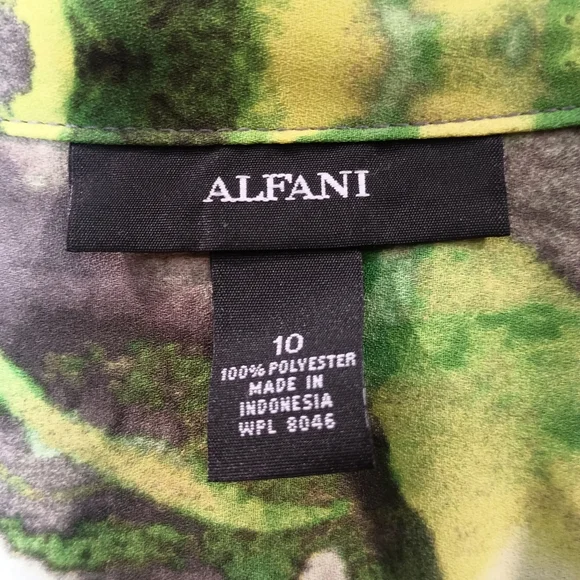 ALFANI
10
100% POLYESTER
MADE IN
INDONESIA
WPL 8046